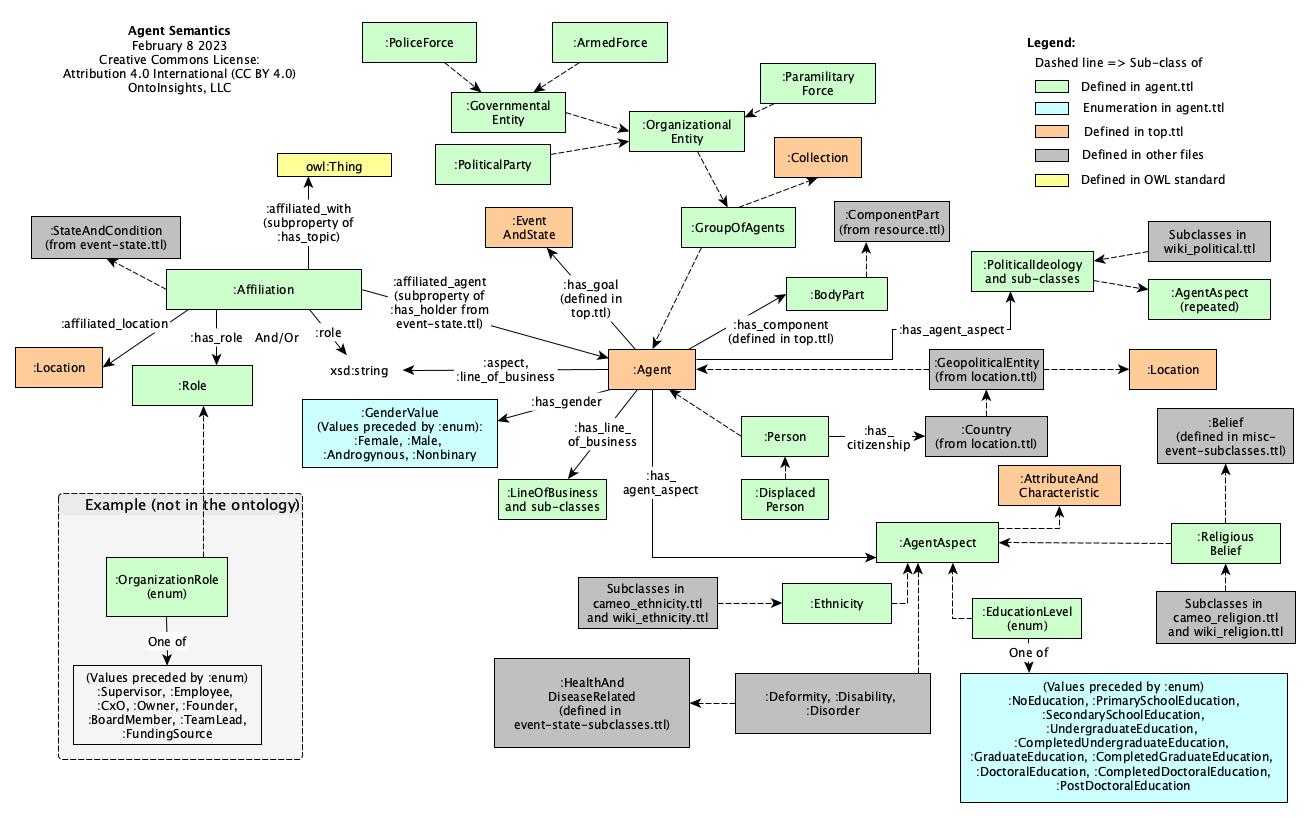 Agent Semantics
February 8 2023
Creative Commons License:
Attribution 4.0 International (CC BY 4.0)
OntoInsights, LLC
:PoliceForce
:ArmedForce
Legend:
Dashed line => Sub-class of
Defined in agent.ttl
Enumeration in agent.ttl
Defined in top.ttl
Defined in other files
Defined in OWL standard
:Paramilitary
Force
:Governmental
Entity
:Organizational
Entity
:PoliticalParty
:Collection
owl:Thing
:affiliated_with
(subproperty of
:has_topic)
:StateAndCondition
(from event-state.ttl)
:Event
AndState
:GroupOfAgents
:ComponentPart
(from resource.ttl)
Subclasses in
wiki_political.ttl
:PoliticalIdeology
and sub-classes
:AgentAspect
(repeated)
:Affiliation
:affiliated_agent
(subproperty of
:has_holder from
event-state.ttl)
:has_goal
(defined in
top.ttl)
:BodyPart
:has_component
(defined in top.ttl)
:has_agent_aspect
:affiliated_location
:has_role
And/Or
:role
:Location
:Role
xsd:string
:aspect,
:line_of_business
:Agent
:GeopoliticalEntity
(from location.ttl)
:Location
:has_gender
:GenderValue
(Values preceded by :enum):
:Female, :Male,
:Androgynous, :Nonbinary
:has_line_
of_business
:Person
:has_
citizenship
:Country
(from location.ttl)
:Belief
(defined in misc-
event-subclasses.ttl)
:has_
agent_aspect
:LineOfBusiness
and sub-classes
:Displaced
Person
:AttributeAnd
Characteristic
Example (not in the ontology)
:AgentAspect
:Religious
Belief
:OrganizationRole
(enum)
Subclasses in
cameo_ethnicity.ttl
and wiki_ethnicity.ttl
:Ethnicity
:EducationLevel
(enum)
Subclasses in
cameo_religion.ttl
and wiki_religion.ttl
One of
One of
(Values preceded by :enum)
:Supervisor, :Employee,
:CxO, :Owner, :Founder,
:BoardMember, :TeamLead,
:FundingSource
:HealthAnd
DiseaseRelated
(defined in
event-state-subclasses.ttl)
:Deformity, :Disability,
:Disorder
(Values preceded by :enum)
:NoEducation, :PrimarySchoolEducation,
:SecondarySchoolEducation,
:UndergraduateEducation,
:CompletedUndergraduateEducation,
:GraduateEducation, :CompletedGraduateEducation,
:DoctoralEducation, :CompletedDoctoralEducation,
:PostDoctoralEducation